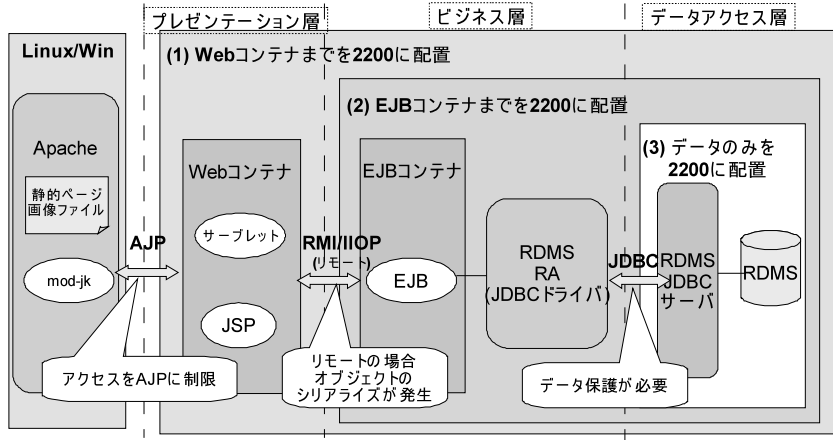 プレゼンテーション層
ビジネス層
データアクセス層
Linux/Win
(1) Webコンテナまでを2200に配置
(2) EJBコンテナまでを2200に配置
(3) データのみを
2200に配置
Apache
静的ページ
画像ファイル
mod-jk
AJP
Webコンテナ
サーブレット
JSP
RMI/IIOP
(リモート)
EJBコンテナ
EJB
RDMS
RA
(JDBCドライバ)
JDBC
RDMS
JDBC
サーバ
RDMS
アクセスをAJPに制限
リモートの場合
オブジェクトの
シリアライズが発生
データ保護が必要